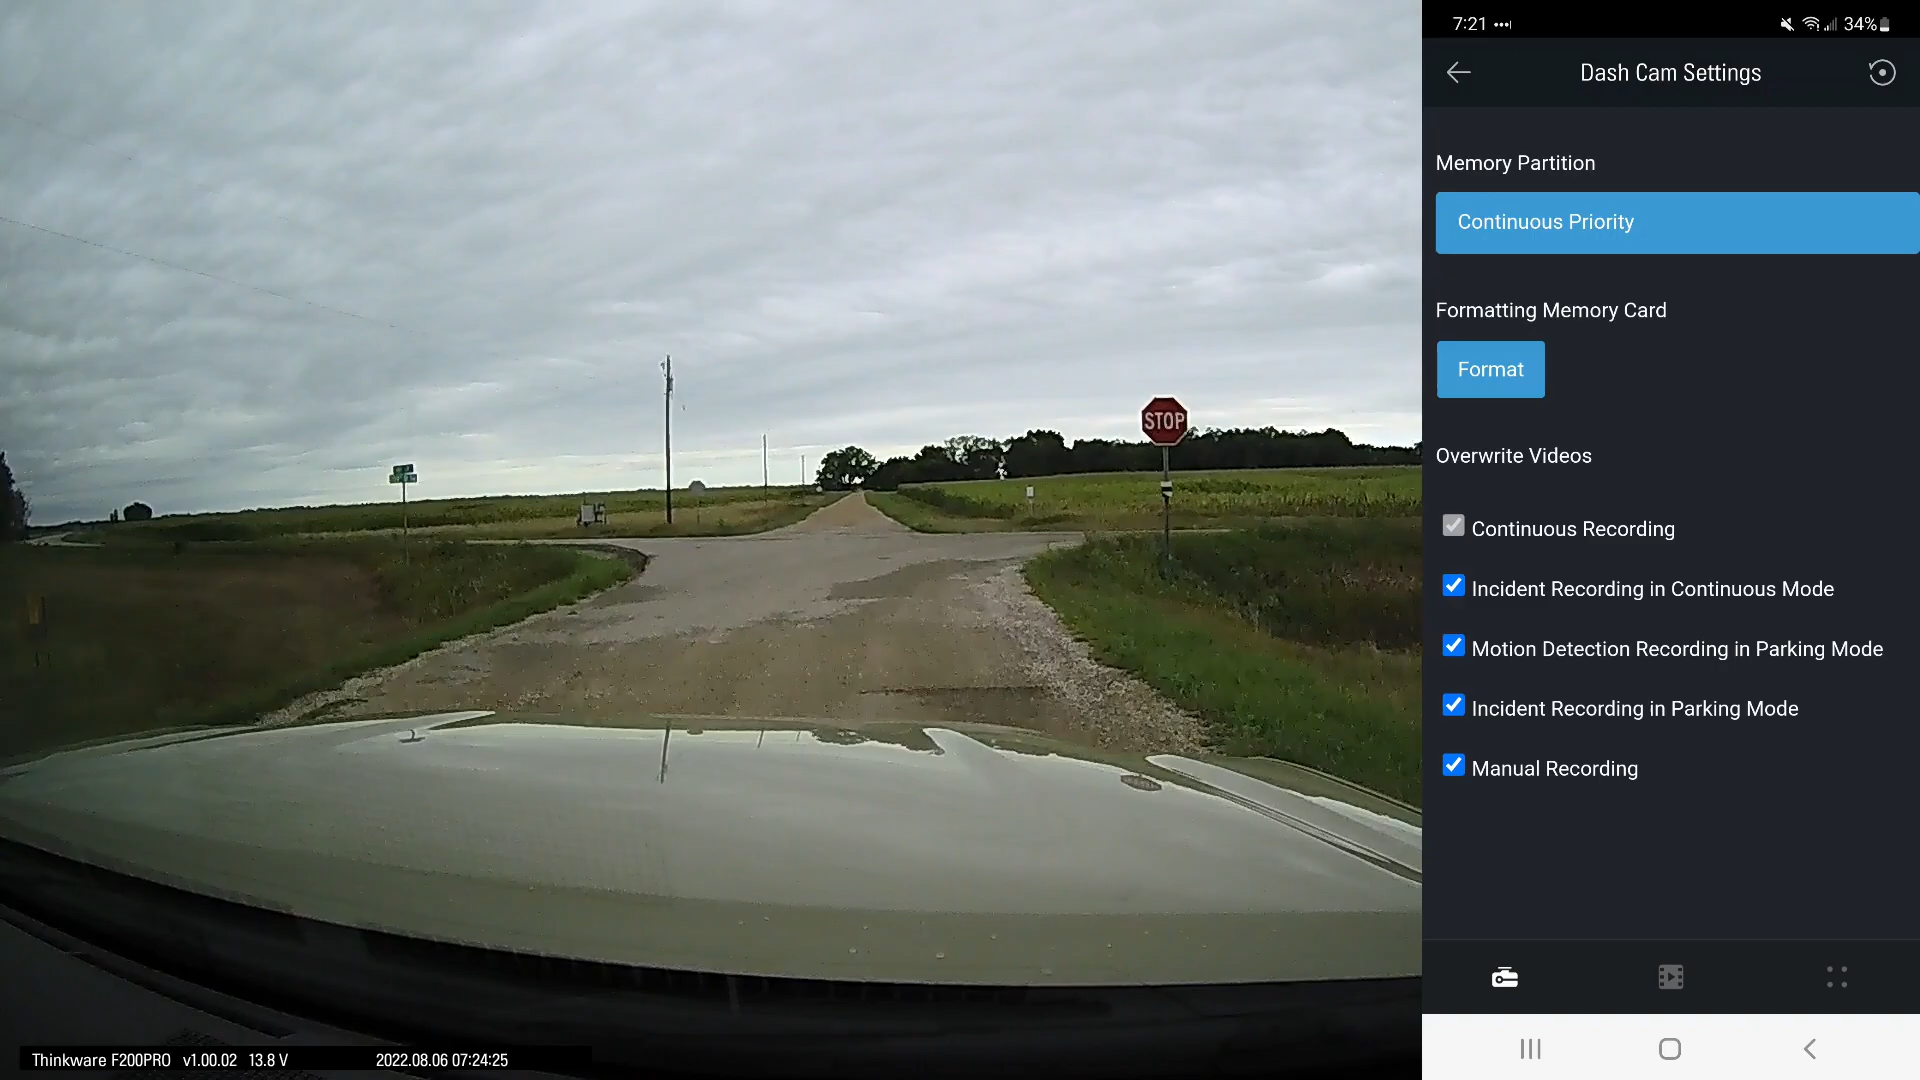 STOP
Thinkware F200PRO v1.00.02 13.8 V 2022.08.06 07:24:25
7:21
34%
Dash Cam Settings
Memory Partition
Continuous Priority
Formatting Memory Card
Format
Overwrite Videos
Continuous Recording
Incident Recording in Continuous Mode
Motion Detection Recording in Parking Mode
Incident Recording in Parking Mode
Manual Recording